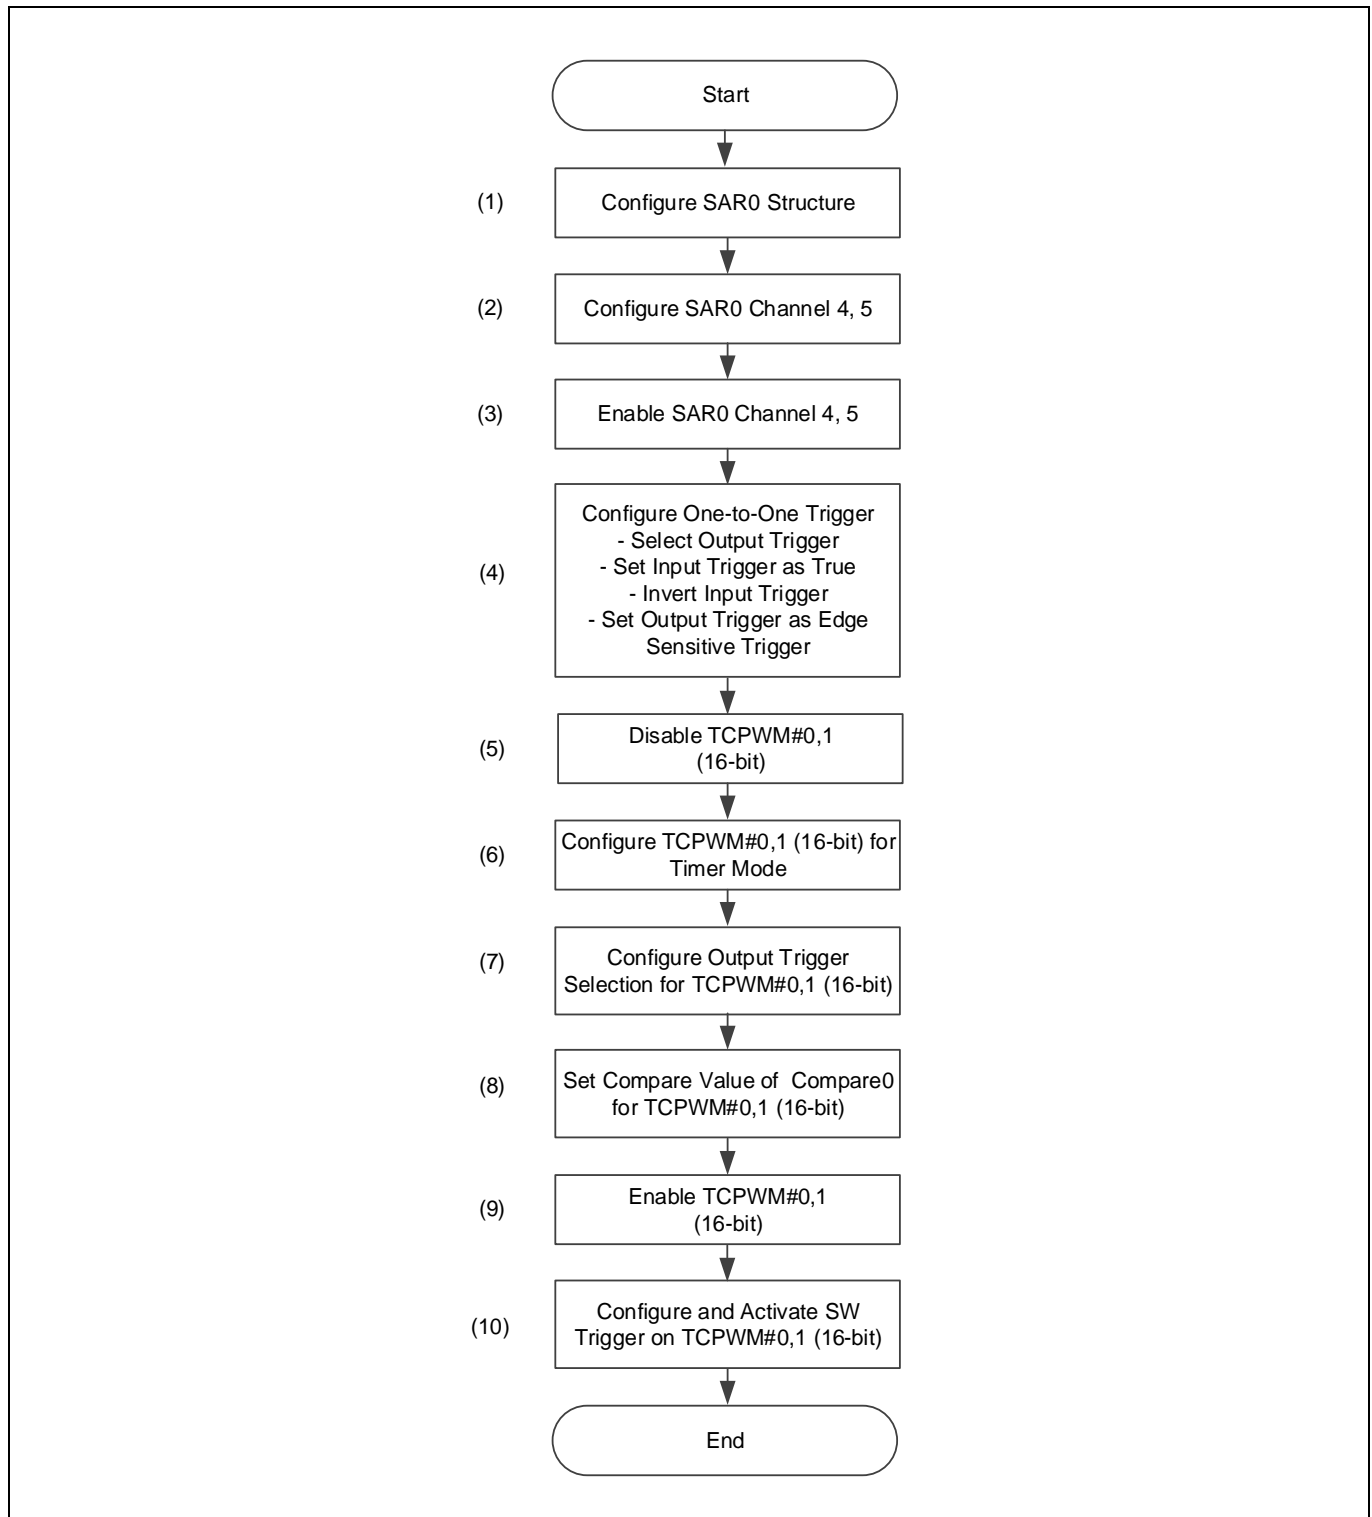 Start
(1)
Configure SAR0 Structure
(2)
Configure SAR0 Channel 4, 5
(3)
Enable SAR0 Channel 4, 5
(4)
Configure One-to-One Trigger
- Select Output Trigger
- Set Input Trigger as True
- Invert Input Trigger
- Set Output Trigger as Edge
Sensitive Trigger
(5)
Disable TCPWM#0,1
(16-bit)
(6)
Configure TCPWM#0,1 (16-bit) for
Timer Mode
(7)
Configure Output Trigger
Selection for TCPWM#0,1 (16-bit)
(8)
Set Compare Value of Compare0
for TCPWM#0,1 (16-bit)
(9)
Enable TCPWM#0,1
(16-bit)
(10)
Configure and Activate SW
Trigger on TCPWM#0,1 (16-bit)
End